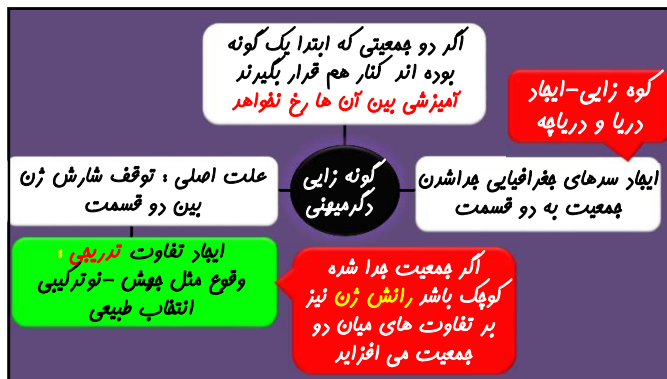 اگر دو جمعیتی که ابتدا یک گونه
بوده اند کنار هم قرار بگیرند
آمیزشی بین آن ها رخ نخواهد
کوه زایی-ایجاد
دریا و دریاچه
ایجاد سدهای جغرافیایی جداشدن
جمعیت به دو قسمت
گونه زایی
دگرمیهنی
علت اصلی : توقف شارش ژن
بین دو قسمت
ایجاد تفاوت تدریجی :
وقوع مثل جهش -نوترکیبی
انتخاب طبیعی
اگر جمعیت جدا شده
کوچک باشد رانش ژن نیز
بر تفاوت های میان دو
جمعیت می افزاید